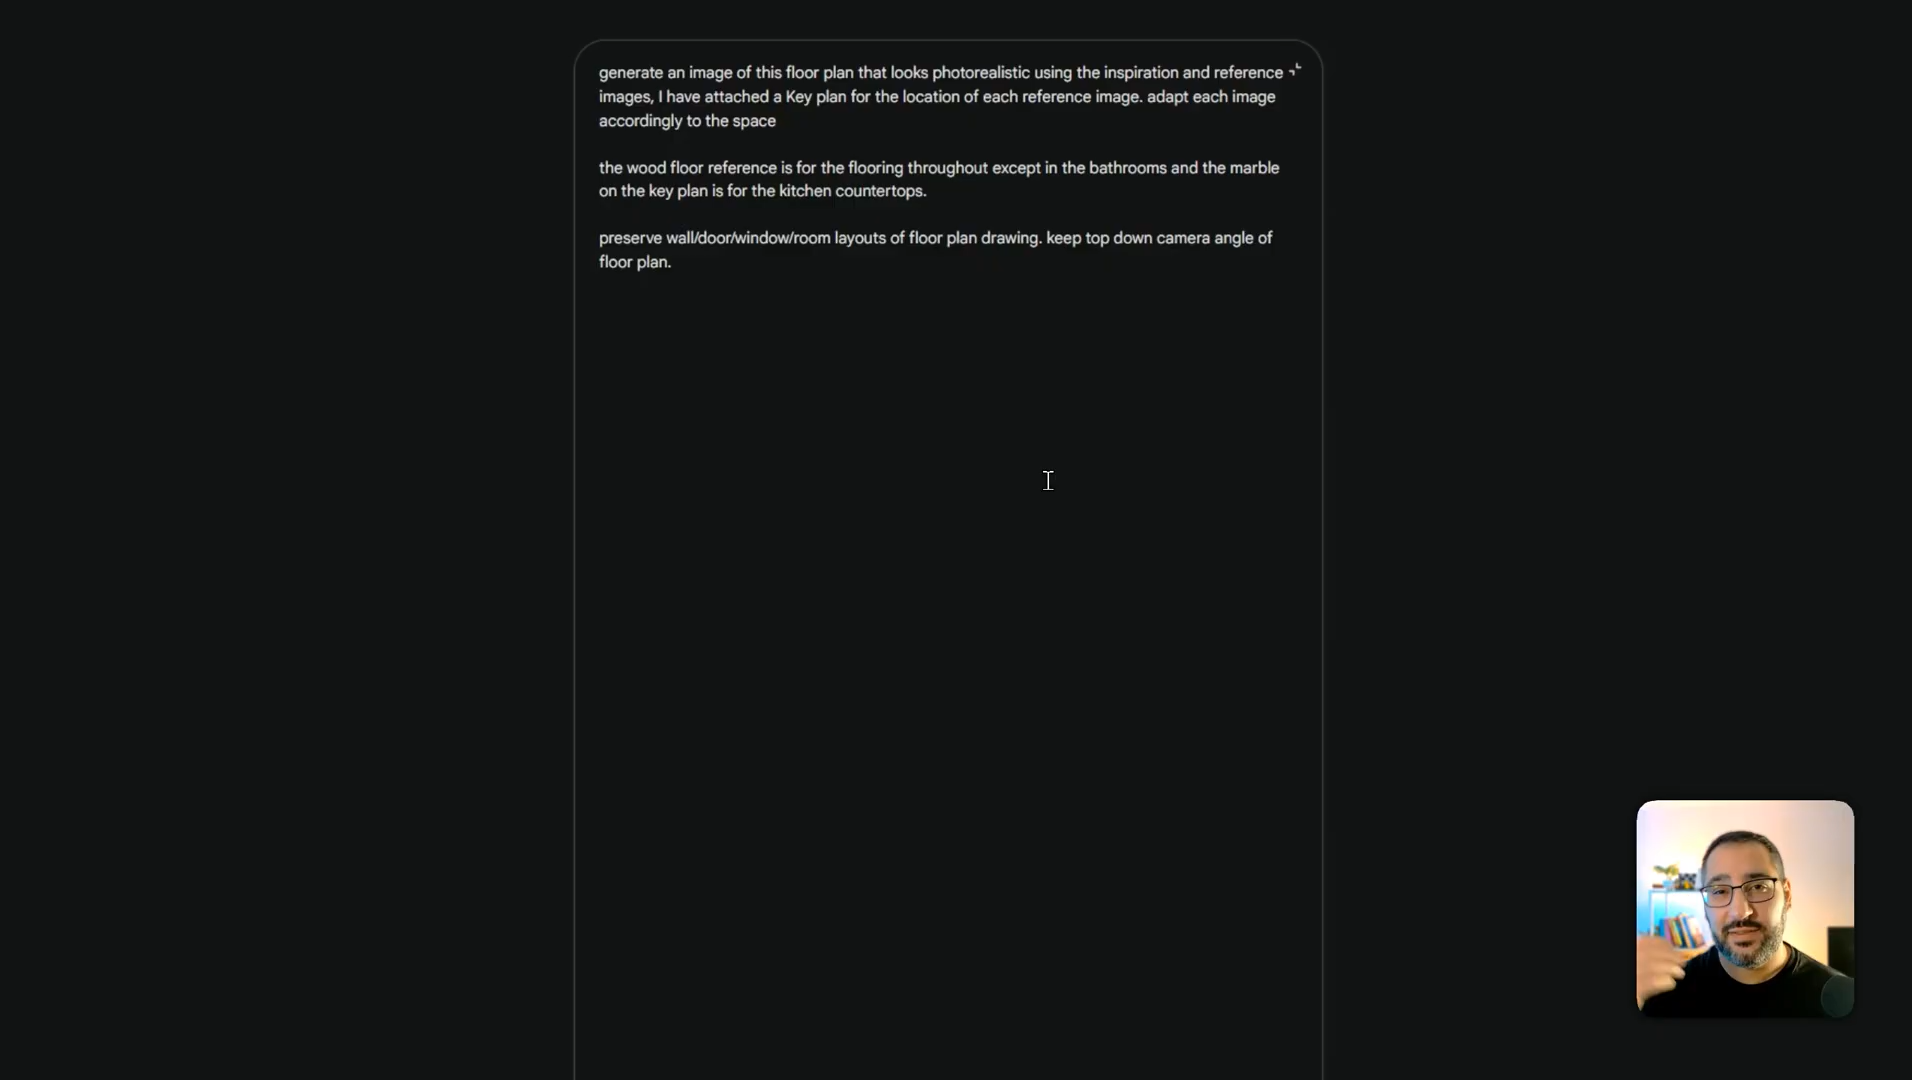 generate an image of this floor plan that looks photorealistic using the inspiration and reference
images, I have attached a Key plan for the location of each reference image. adapt each image
accordingly to the space
the wood floor reference is for the flooring throughout except in the bathrooms and the marble
on the key plan is for the kitchen countertops.
preserve wall/door/window/room layouts of floor plan drawing. keep top down camera angle of
floor plan.